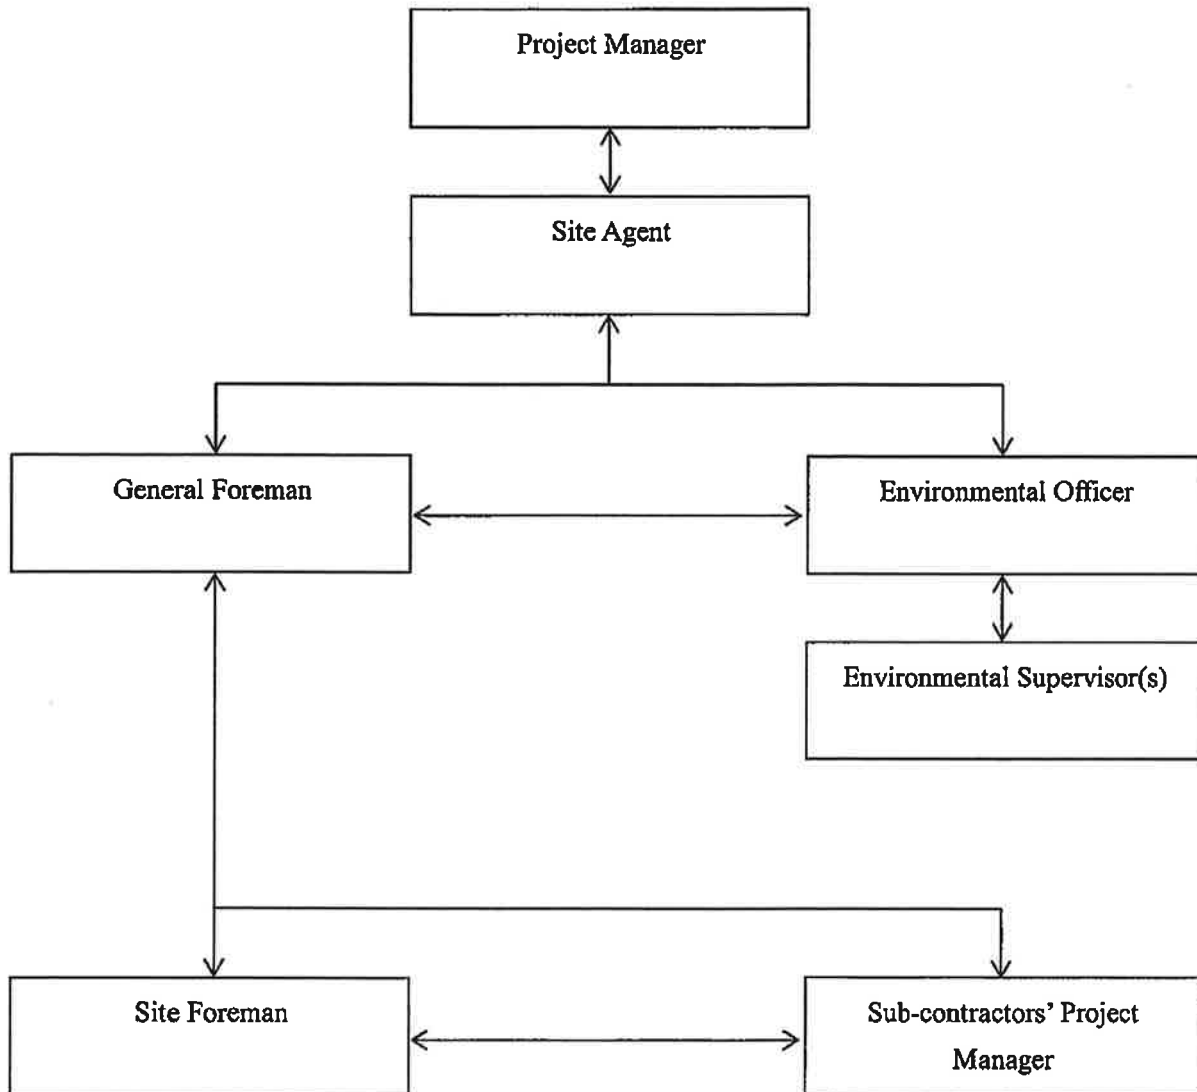 Project Manager
Site Agent
General Foreman
Environmental Officer
Environmental Supervisor(s)
Site Foreman
Sub-contractors’ Project
Manager